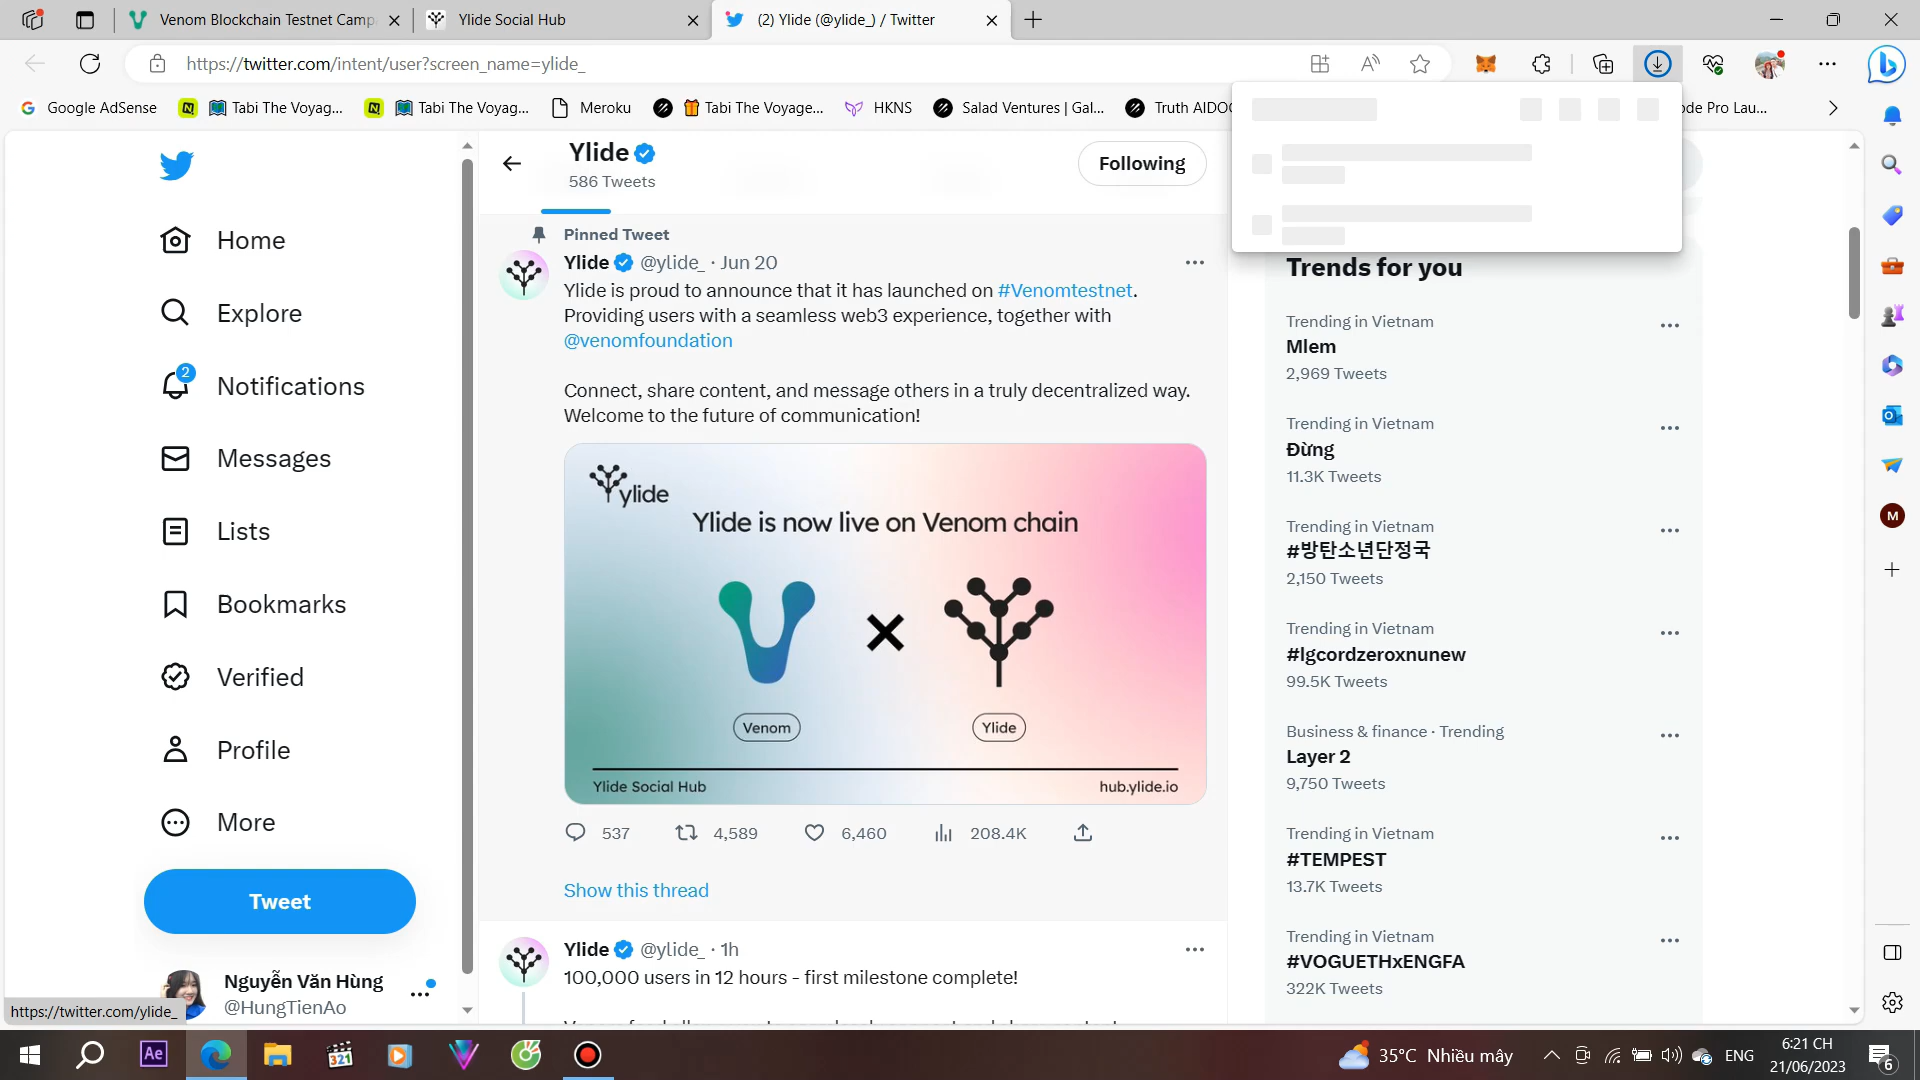 Venom Blockchain Testnet Camp
Ylide Social Hub
(2) Ylide (@ylide_) / Twitter
https://twitter.com/intent/user?screen_name=ylide_
Google AdSense
Tabi The Voyag...
Tabi The Voyag...
Meroku
Tabi The Voyage...
HKNS
Salad Ventures | Gal...
Truth AIDO
ode Pro Lau...
Ylide
586 Tweets
Following
Home
Explore
2
Notifications
Messages
Lists
Bookmarks
Verified
Profile
More
Tweet
Nguyễn Văn Hùng
@HungTienAo
https://twitter.com/ylide_
Pinned Tweet
Ylide @ylide_ · Jun 20
Ylide is proud to announce that it has launched on #Venomtestnet.
Providing users with a seamless web3 experience, together with
@venomfoundation
Connect, share content, and message others in a truly decentralized way.
Welcome to the future of communication!
ylide
Ylide is now live on Venom chain
Venom
Ylide
Ylide Social Hub
hub.ylide.io
537
4,589
6,460
208.4K
Show this thread
Ylide @ylide_ · 1h
100,000 users in 12 hours - first milestone complete!
Trends for you
Trending in Vietnam
Mlem
2,969 Tweets
Trending in Vietnam
Đừng
11.3K Tweets
Trending in Vietnam
#방탄소년단정국
2,150 Tweets
Trending in Vietnam
#lgcordzeroxnunew
99.5K Tweets
Business & finance · Trending
Layer 2
9,750 Tweets
Trending in Vietnam
#TEMPEST
13.7K Tweets
Trending in Vietnam
#VOGUETHxENGFA
322K Tweets
M
Ae
321
35°C Nhiều mây
ENG
6:21 CH
21/06/2023
6